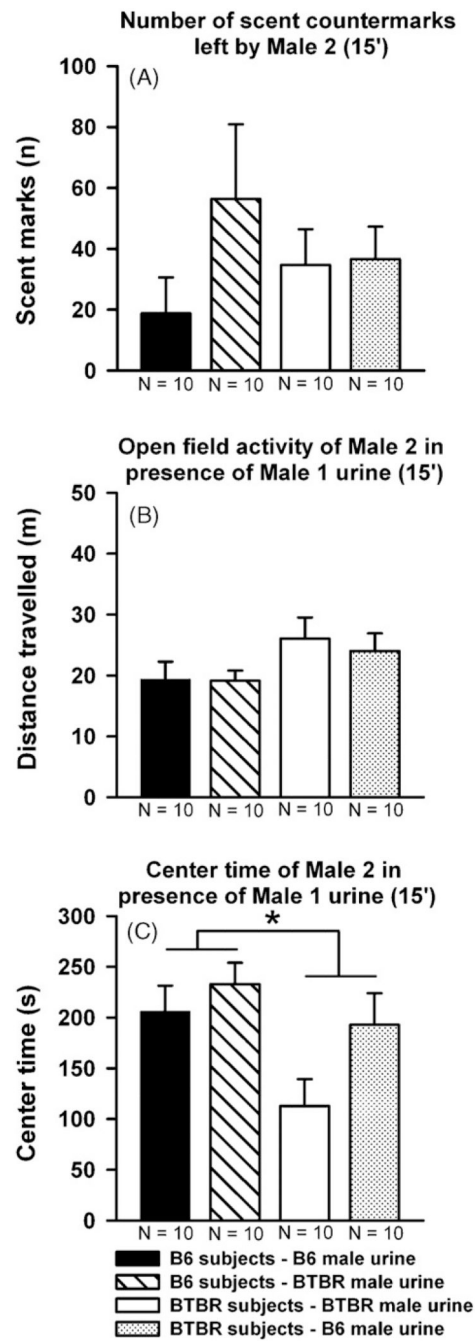 Number of scent countermarks
left by Male 2 (15')
(A)
Scent marks (n)
100
80
60
40
20
0
N = 10 N = 10 N = 10 N = 10
Open field activity of Male 2 in
presence of Male 1 urine (15')
(B)
Distance travelled (m)
50
40
30
20
10
0
N = 10 N = 10 N = 10 N = 10
Center time of Male 2 in
presence of Male 1 urine (15')
(C)
*
Center time (s)
300
250
200
150
100
50
0
N = 10 N = 10 N = 10 N = 10
B6 subjects - B6 male urine
B6 subjects - BTBR male urine
BTBR subjects - BTBR male urine
BTBR subjects - B6 male urine